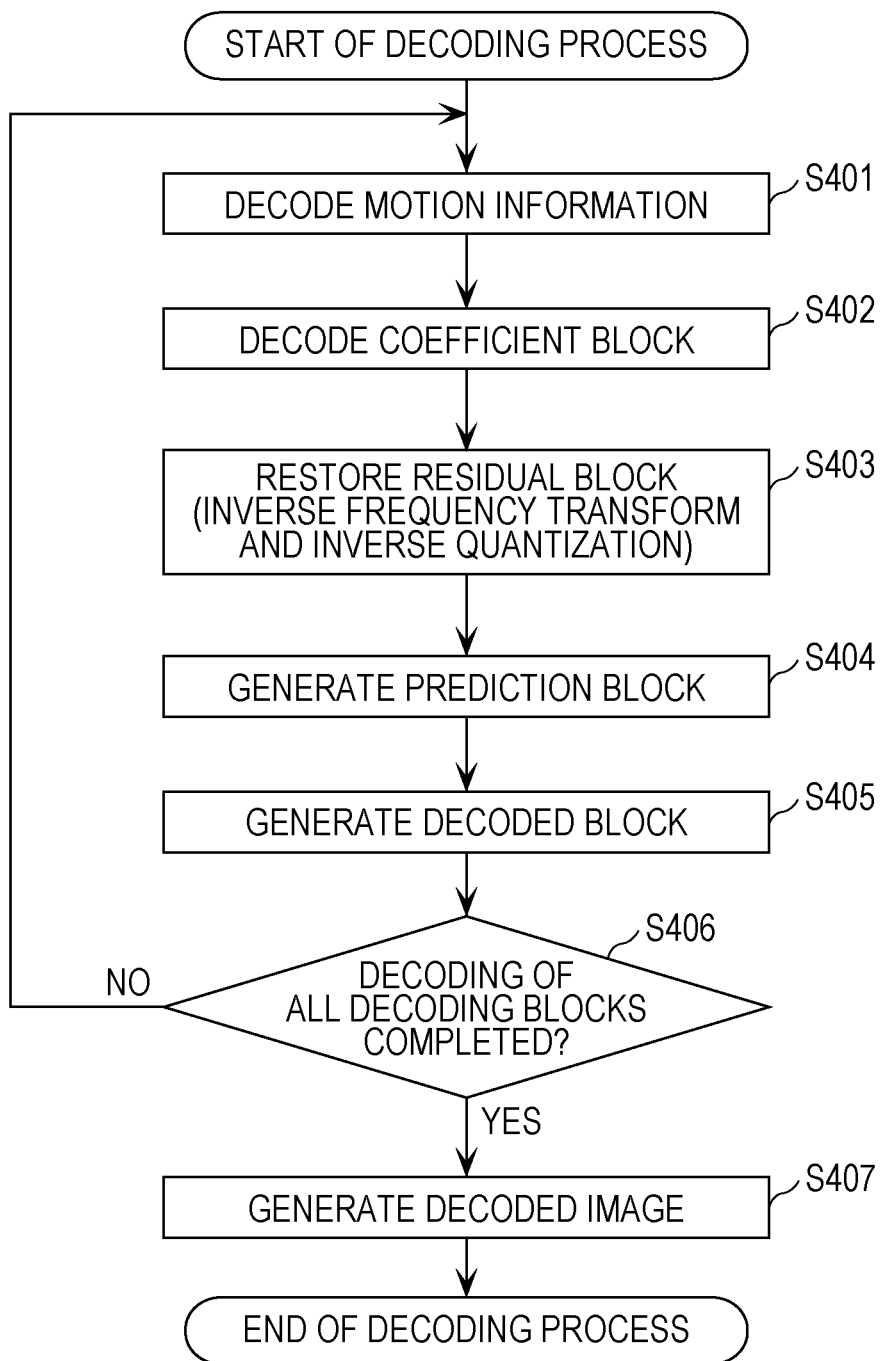 START OF DECODING PROCESS
DECODE MOTION INFORMATION
S401
DECODE COEFFICIENT BLOCK
S402
RESTORE RESIDUAL BLOCK
(INVERSE FREQUENCY TRANSFORM
AND INVERSE QUANTIZATION)
S403
GENERATE PREDICTION BLOCK
S404
GENERATE DECODED BLOCK
S405
S406
DECODING OF
ALL DECODING BLOCKS
COMPLETED?
NO
YES
GENERATE DECODED IMAGE
S407
END OF DECODING PROCESS